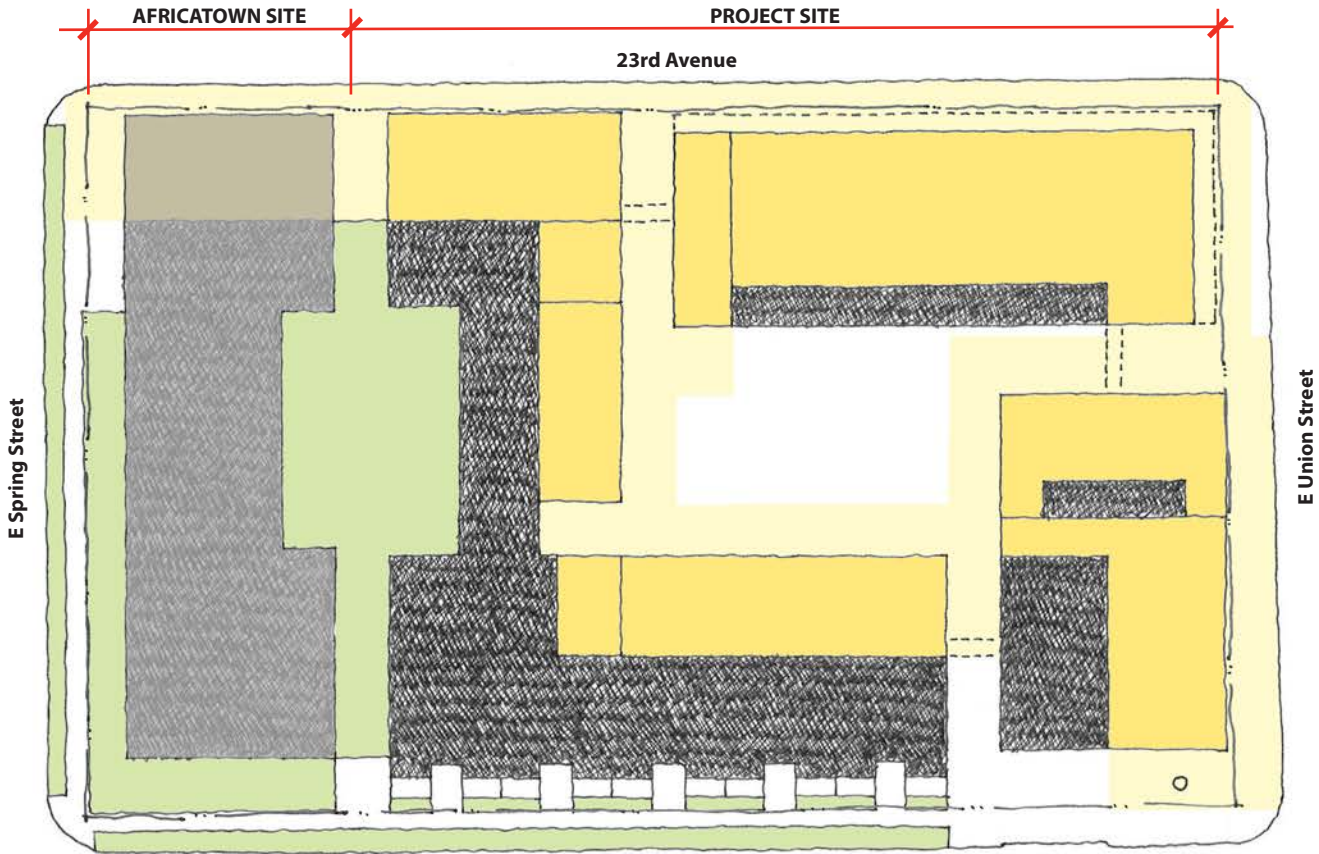 AFRICATOWN SITE
PROJECT SITE
23rd Avenue
E Spring Street
E Union Street